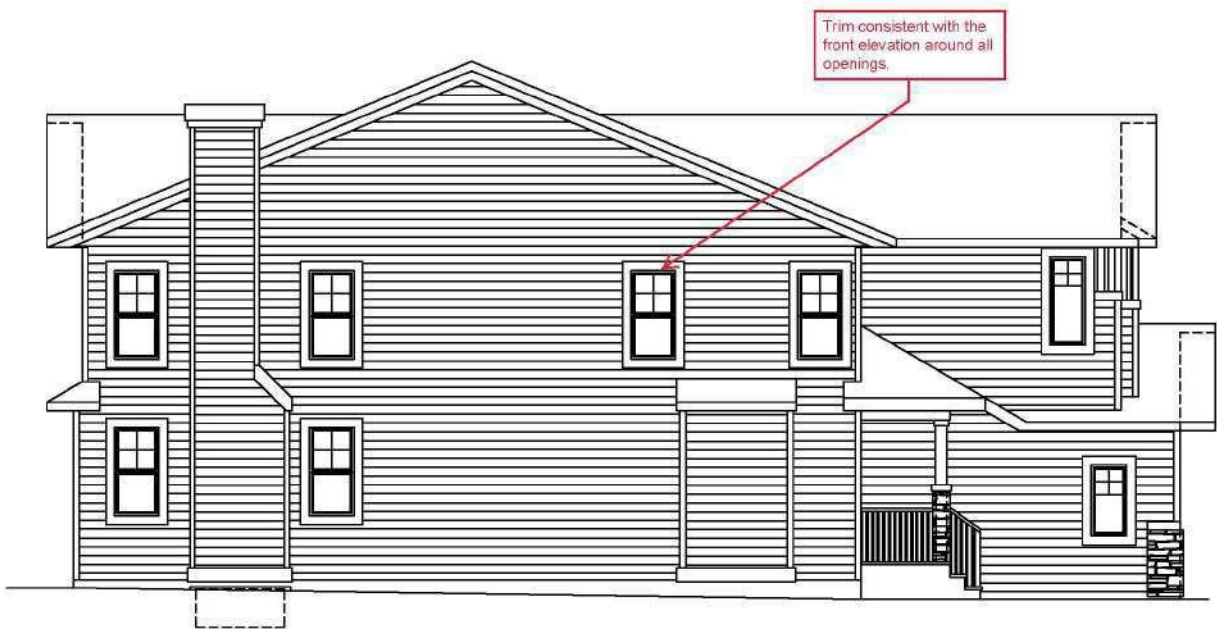 Trim consistent with the
front elevation around all
openings.